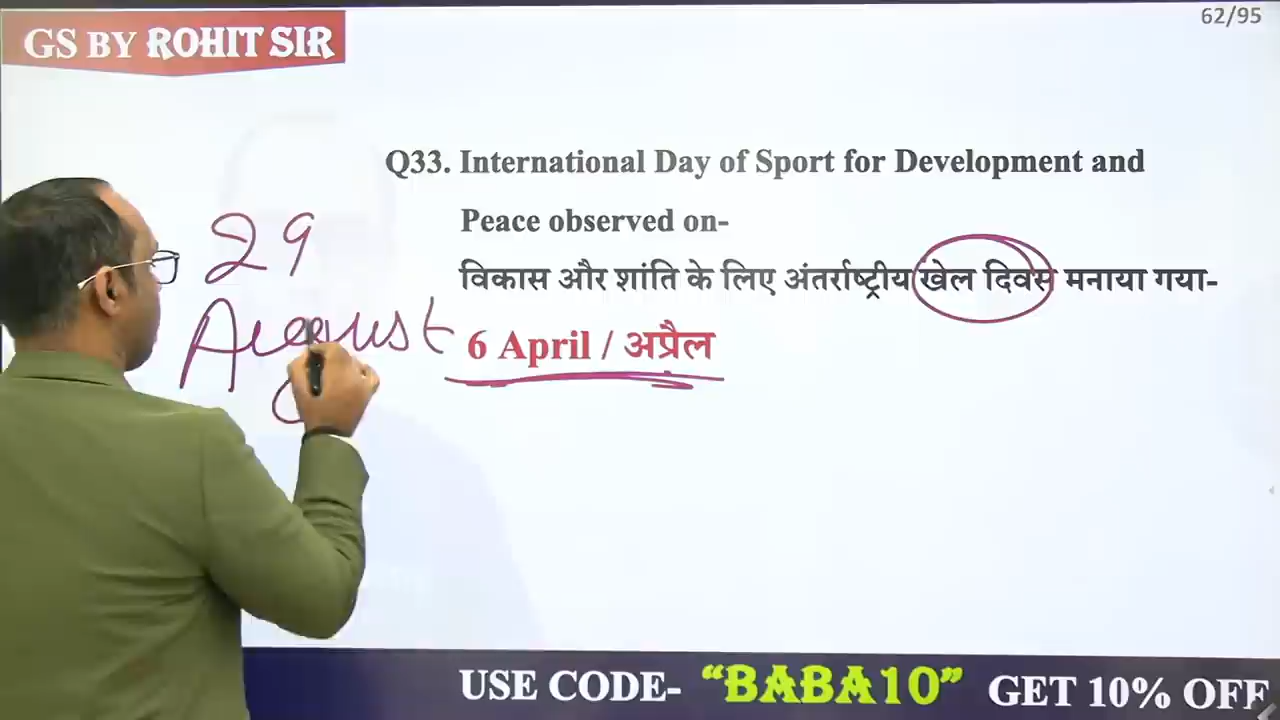 62/95
GS BY ROHIT SIR
Q33. International Day of Sport for Development and
Peace observed on-
विकास और शांति के लिए अंतर्राष्ट्रीय खेल दिवस मनाया गया-
29
August
6 April / अप्रैल
USE CODE- “BABA10” GET 10% OFF